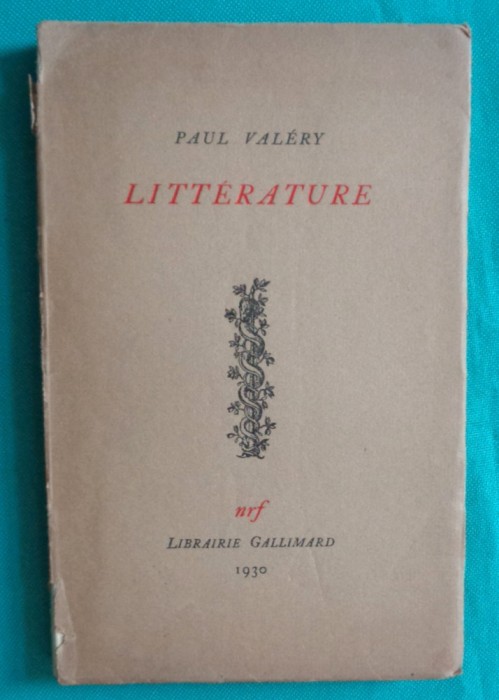 PAUL VALÉRY
LITTÉRATURE
nrf
LIBRAIRIE GALLIMARD
1930